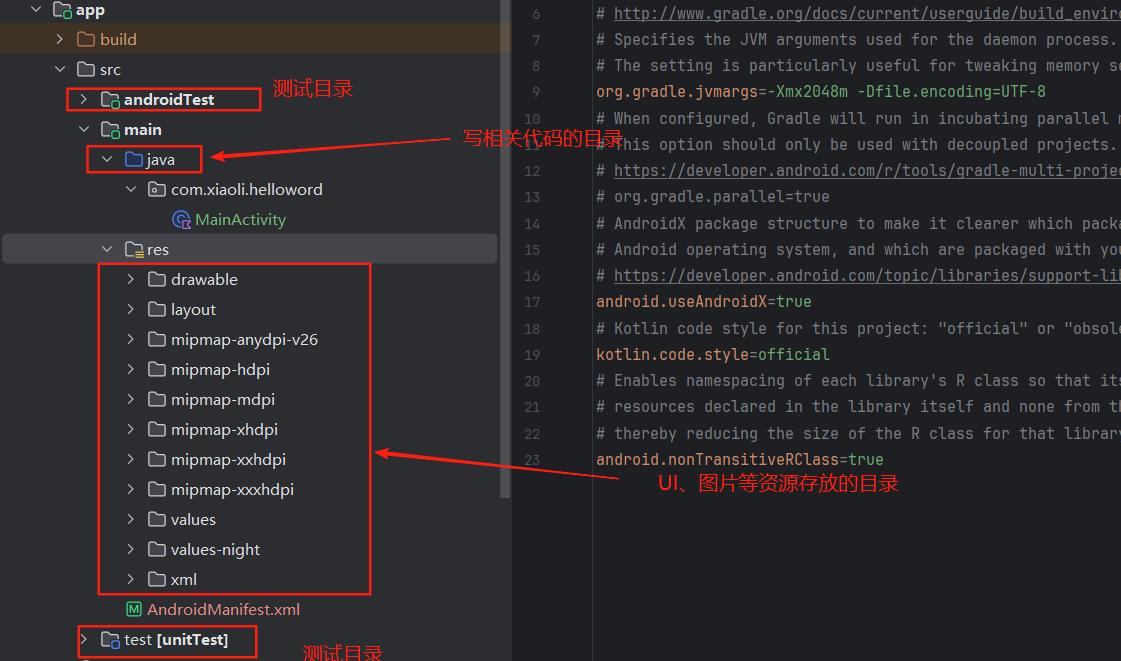 app
build
src
androidTest
测试目录
main
写相关代码的目录
java
com.xiaoli.helloword
MainActivity
res
drawable
layout
mipmap-anydpi-v26
mipmap-hdpi
mipmap-mdpi
mipmap-xhdpi
mipmap-xxhdpi
mipmap-xxxhdpi
values
values-night
xml
AndroidManifest.xml
test [unitTest]
测试目录
6 # http://www.gradle.org/docs/current/userguide/build_enviro
7 # Specifies the JVM arguments used for the daemon process.
8 # The setting is particularly useful for tweaking memory se
9 org.gradle.jvmargs=-Xmx2048m -Dfile.encoding=UTF-8
10 # When configured, Gradle will run in incubating parallel m
11 # This option should only be used with decoupled projects.
12 # https://developer.android.com/r/tools/gradle-multi-projec
13 # org.gradle.parallel=true
14 # AndroidX package structure to make it clearer which packa
15 # Android operating system, and which are packaged with you
16 # https://developer.android.com/topic/libraries/support-lib
17 android.useAndroidX=true
18 # Kotlin code style for this project: "official" or "obsole
19 kotlin.code.style=official
20 # Enables namespacing of each library's R class so that its
21 # resources declared in the library itself and none from th
22 # thereby reducing the size of the R class for that library
23 android.nonTransitiveRClass=true
UI、图片等资源存放的目录